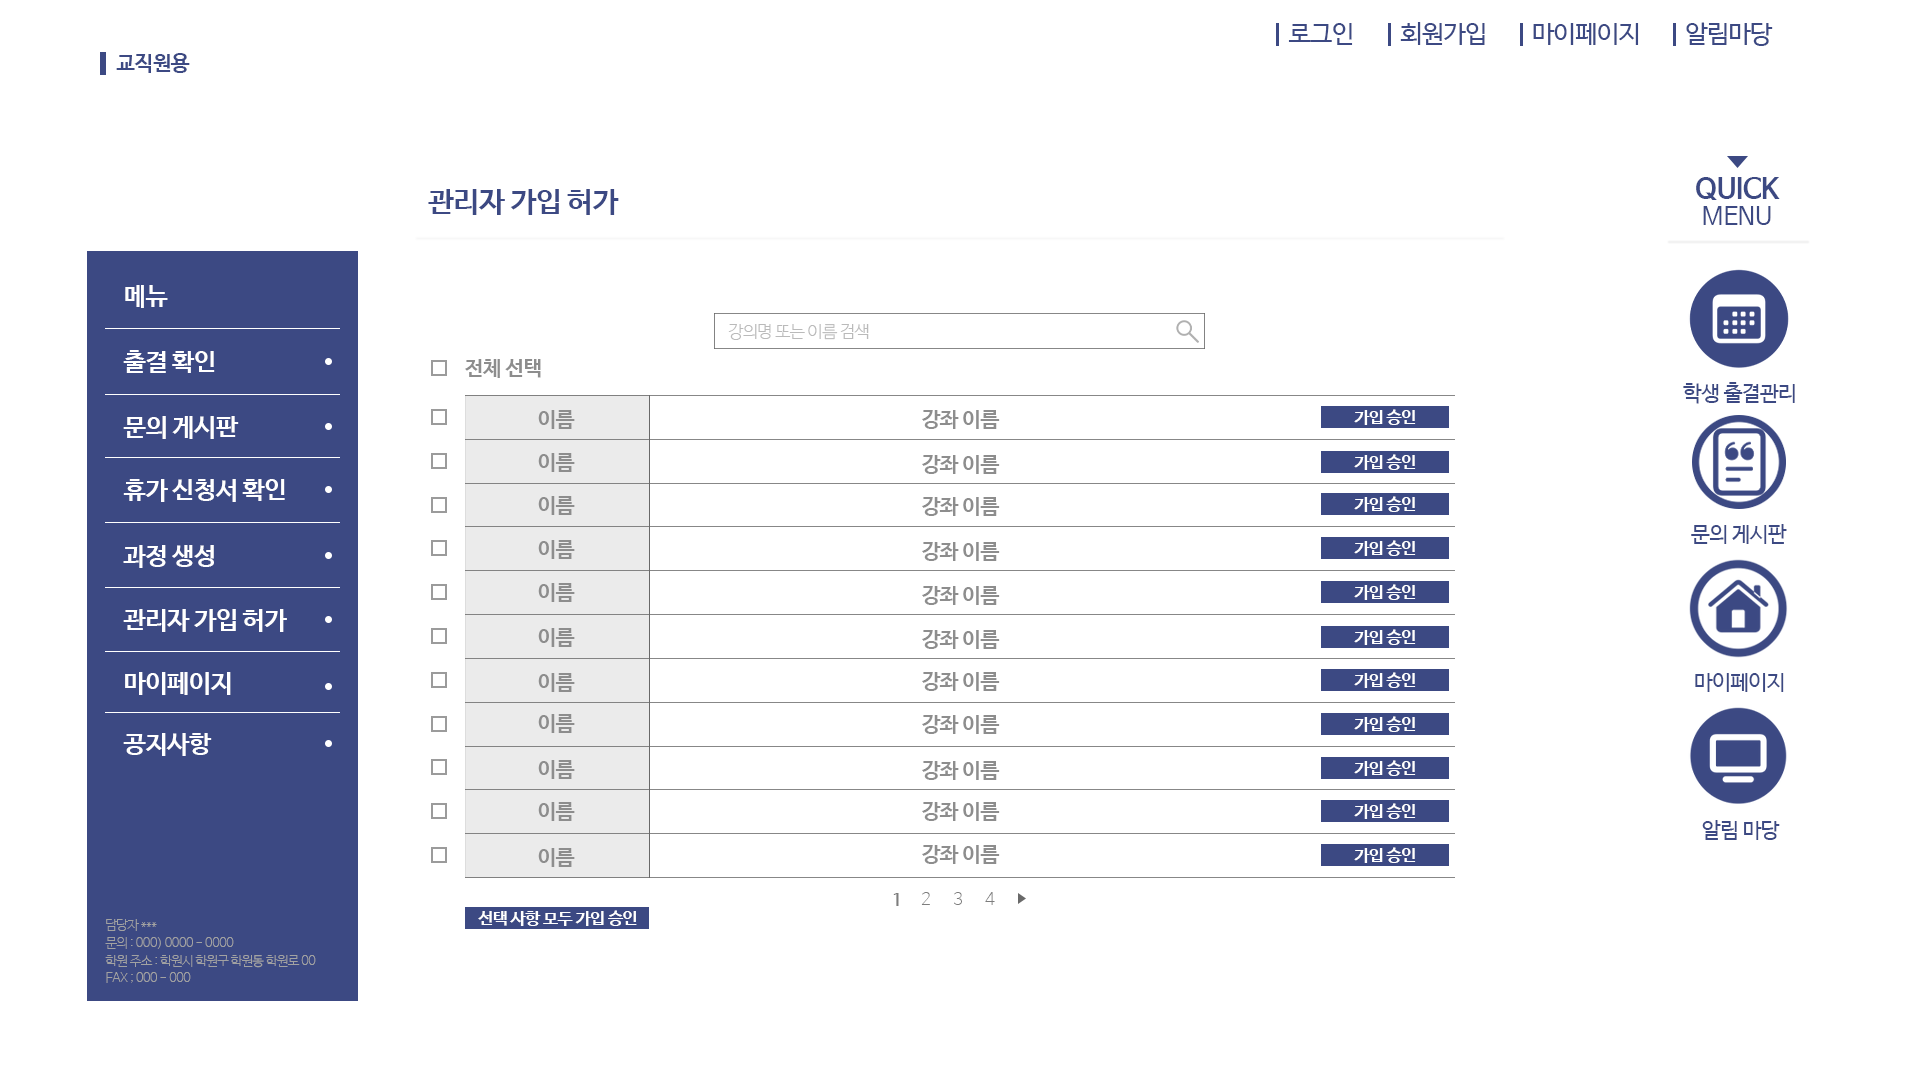 로그인 회원가입 마이페이지 알림마당
교직원용
관리자 가입 허가
메뉴
출결 확인
문의 게시판
휴가 신청서 확인
과정 생성
관리자 가입 허가
마이페이지
공지사항
담당자 ***
문의 : 000) 0000 - 0000
학원 주소 : 학원시 학원구 학원동 학원로 00
FAX ; 000 - 000
강의명 또는 이름 검색
전체 선택
이름 강좌 이름 가입 승인
이름 강좌 이름 가입 승인
이름 강좌 이름 가입 승인
이름 강좌 이름 가입 승인
이름 강좌 이름 가입 승인
이름 강좌 이름 가입 승인
이름 강좌 이름 가입 승인
이름 강좌 이름 가입 승인
이름 강좌 이름 가입 승인
이름 강좌 이름 가입 승인
이름 강좌 이름 가입 승인
1 2 3 4
선택 사항 모두 가입 승인
QUICK
MENU
학생 출결관리
문의 게시판
마이페이지
알림 마당